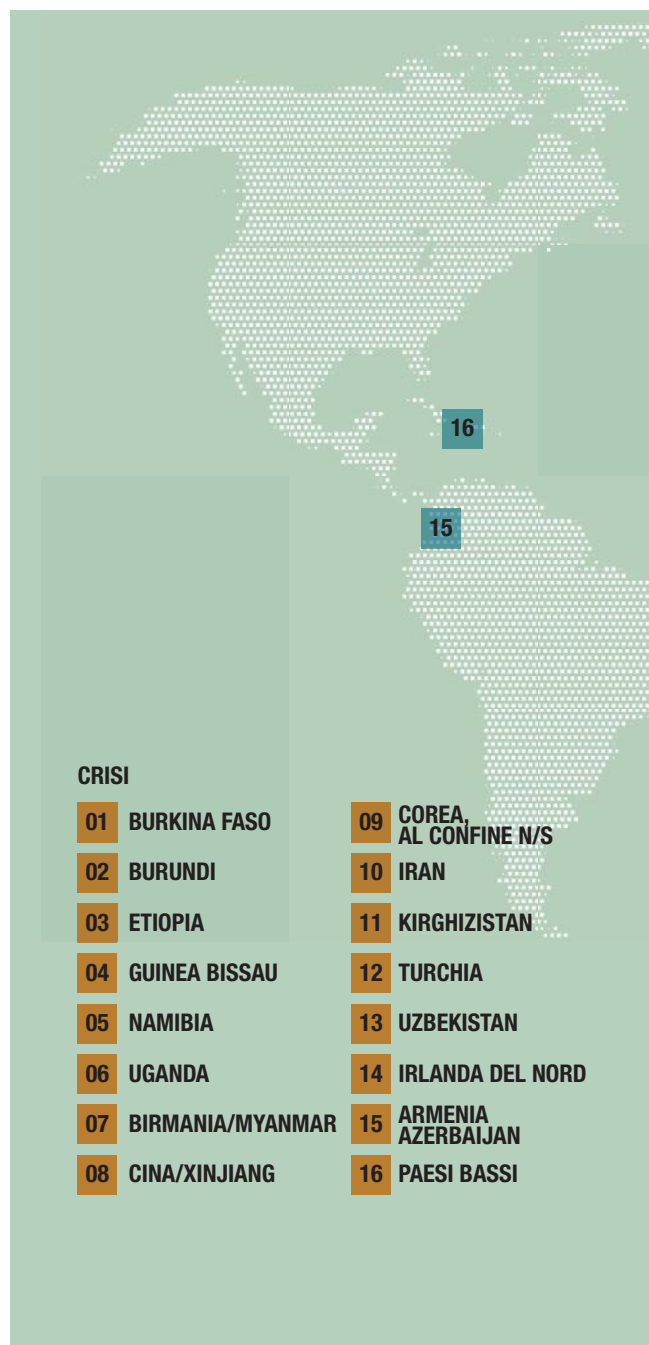 16
15
CRISI
01 BURKINA FASO
02 BURUNDI
03 ETIOPIA
04 GUINEA BISSAU
05 NAMIBIA
06 UGANDA
07 BIRMANIA/MYANMAR
08 CINA/XINJIANG
09 COREA,
AL CONFINE N/S
10 IRAN
11 KIRGHIZISTAN
12 TURCHIA
13 UZBEKISTAN
14 IRLANDA DEL NORD
15 ARMENIA
AZERBAIJAN
16 PAESI BASSI